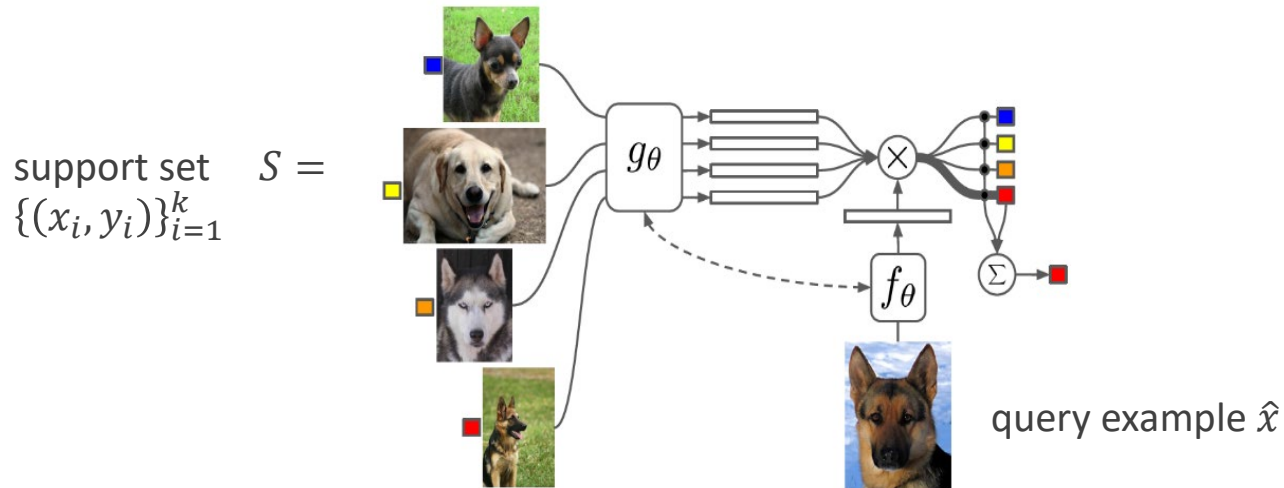 support set S =
{(x_i, y_i)}_{i=1}^k
g_θ
×
f_θ
Σ
query example x̂